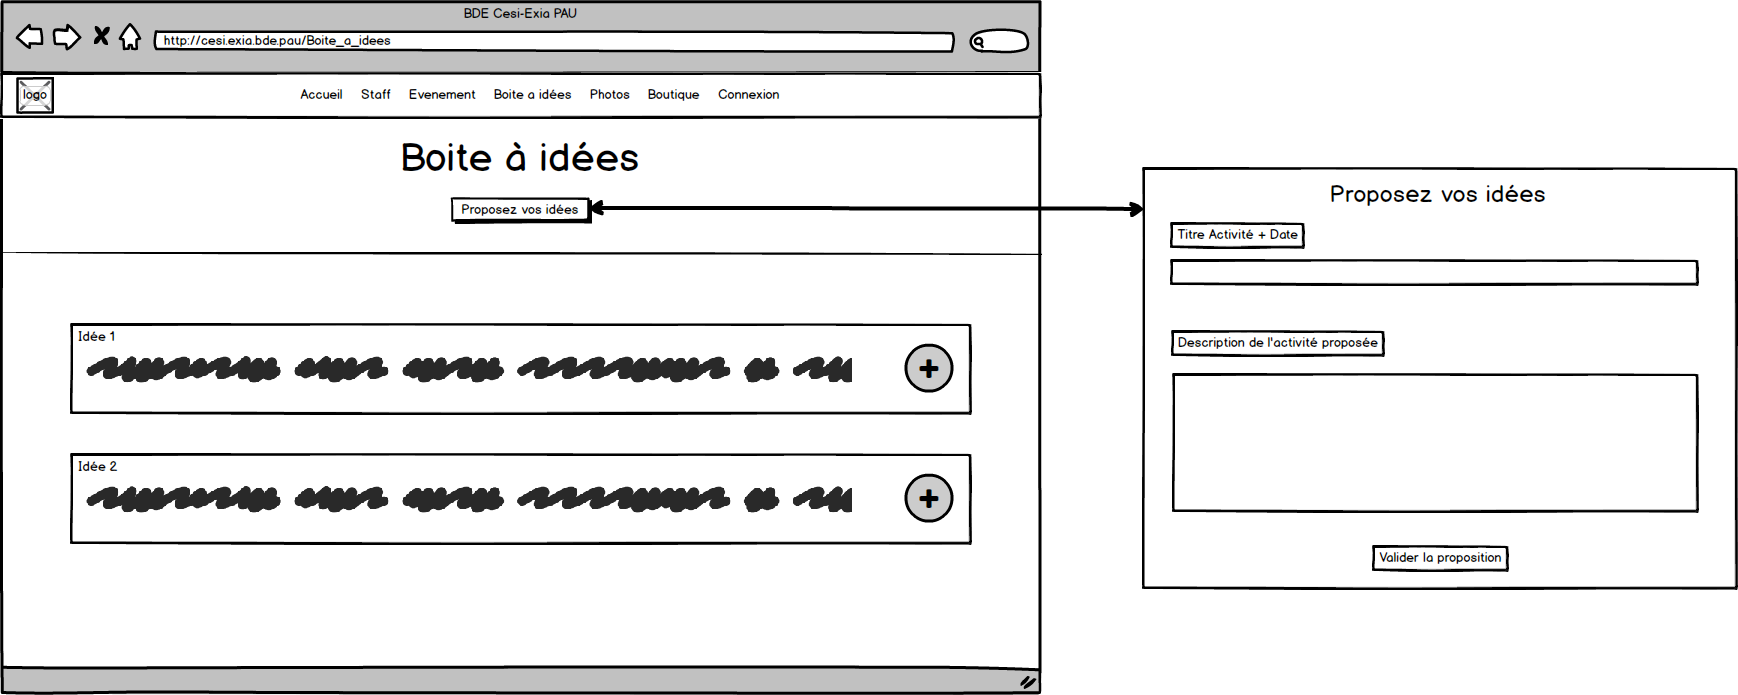 BDE Cesi-Exia PAU
http://cesi.exia.bde.pau/Boite_a_idees
logo
Accueil Staff Evenement Boite a idées Photos Boutique Connexion
Boite à idées
Proposez vos idées
Idée 1
Idée 2
Proposez vos idées
Titre Activité + Date
Description de l'activité proposée
Valider la proposition